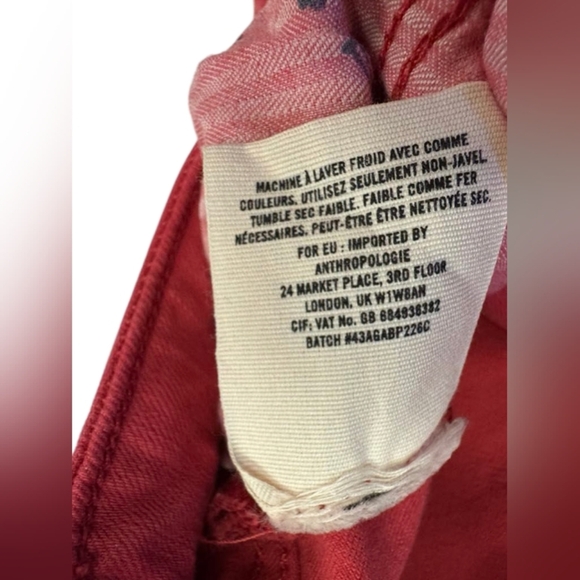 MACHINE À LAVER FROID AVEC COMME
COULEURS. UTILISEZ SEULEMENT NON-JAVEL.
TUMBLE SEC FAIBLE. FAIBLE COMME FER
NÉCESSAIRES. PEUT-ÊTRE ÊTRE NETTOYÉE SEC.
FOR EU : IMPORTED BY
ANTHROPOLOGIE
24 MARKET PLACE, 3RD FLOOR
LONDON, UK W1W8AN
CIF: VAT No. GB 684936382
BATCH #43AGABP226C